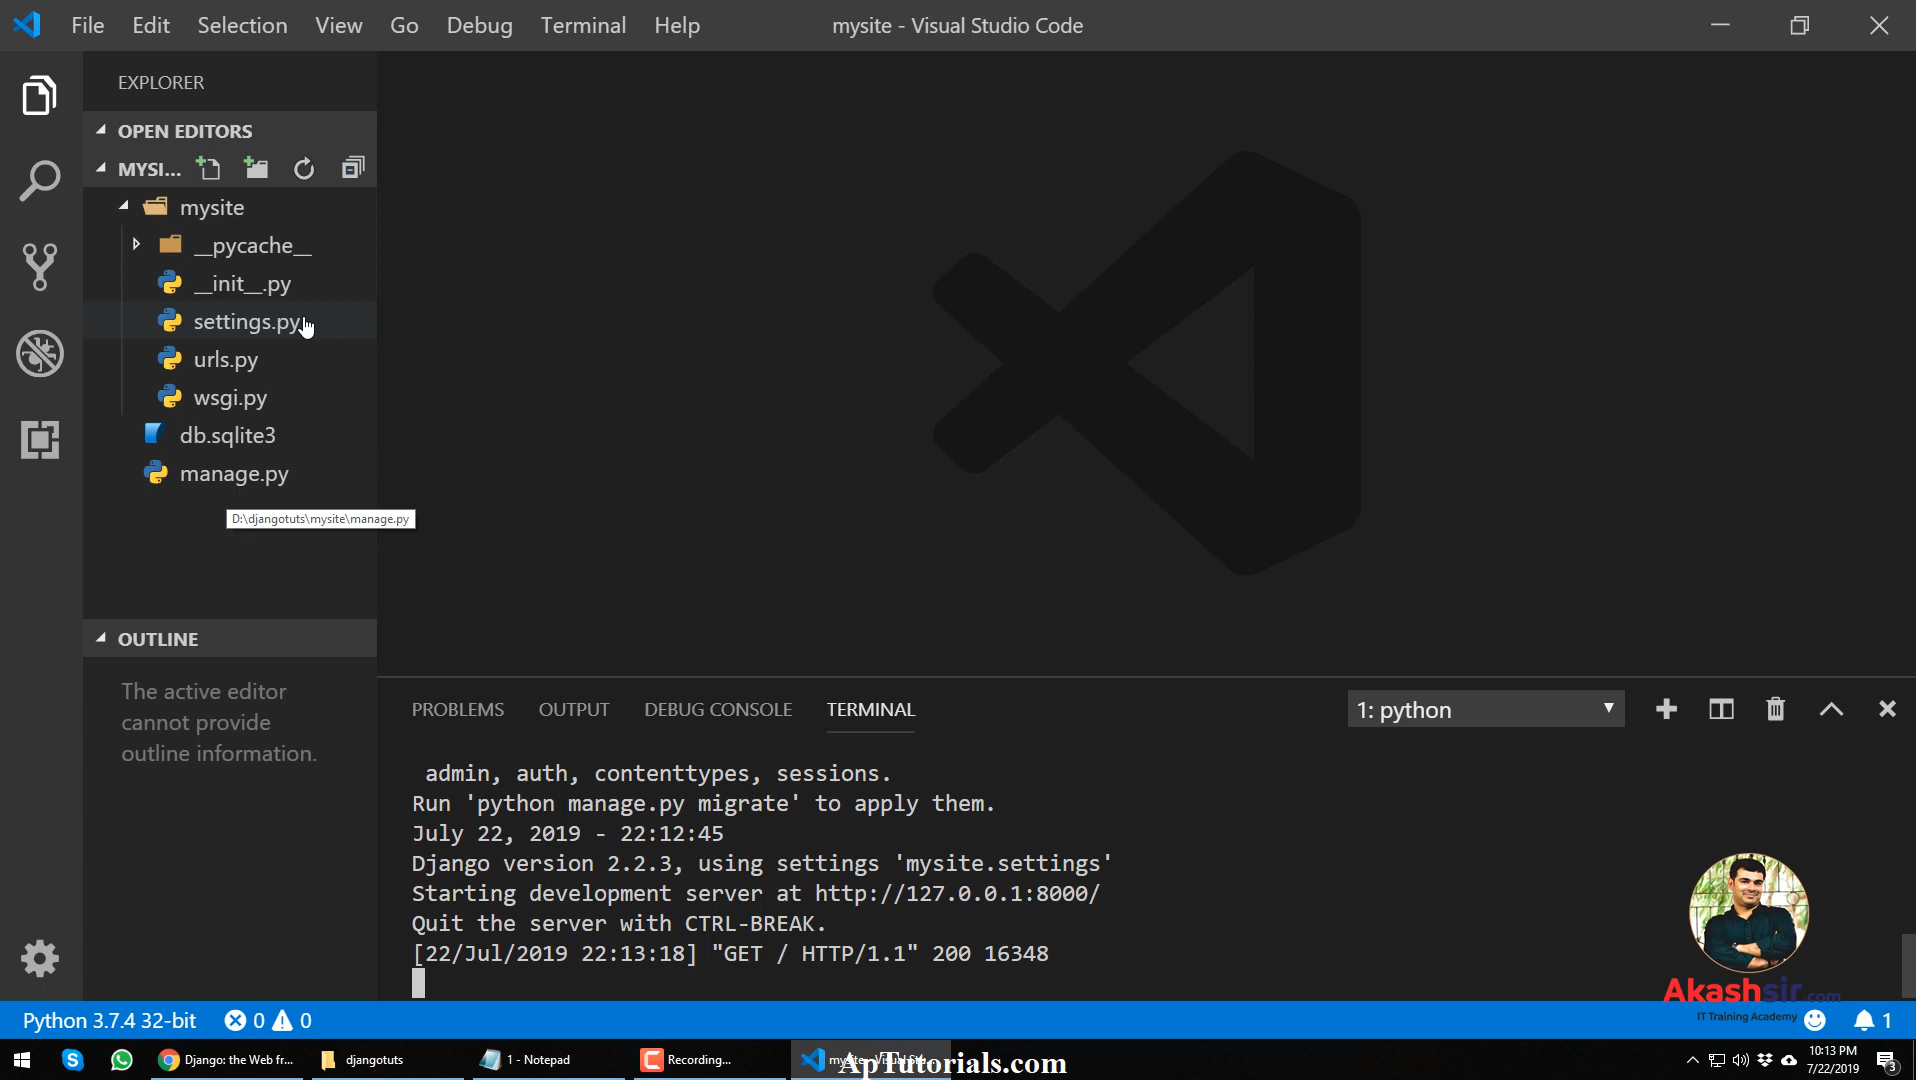 File Edit Selection View Go Debug Terminal Help
mysite - Visual Studio Code
EXPLORER
OPEN EDITORS
MYSI...
mysite
__pycache__
__init__.py
settings.py
urls.py
wsgi.py
db.sqlite3
manage.py
D:\djangotuts\mysite\manage.py
OUTLINE
The active editor
cannot provide
outline information.
PROBLEMS OUTPUT DEBUG CONSOLE TERMINAL
1: python
admin, auth, contenttypes, sessions.
Run 'python manage.py migrate' to apply them.
July 22, 2019 - 22:12:45
Django version 2.2.3, using settings 'mysite.settings'
Starting development server at http://127.0.0.1:8000/
Quit the server with CTRL-BREAK.
[22/Jul/2019 22:13:18] "GET / HTTP/1.1" 200 16348
Akashsir.com
IT Training Academy
Python 3.7.4 32-bit 0 0 1
Django: the Web fr... djangotuts 1 - Notepad Recording...
ApTutorials.com
10:13 PM
7/22/2019
3